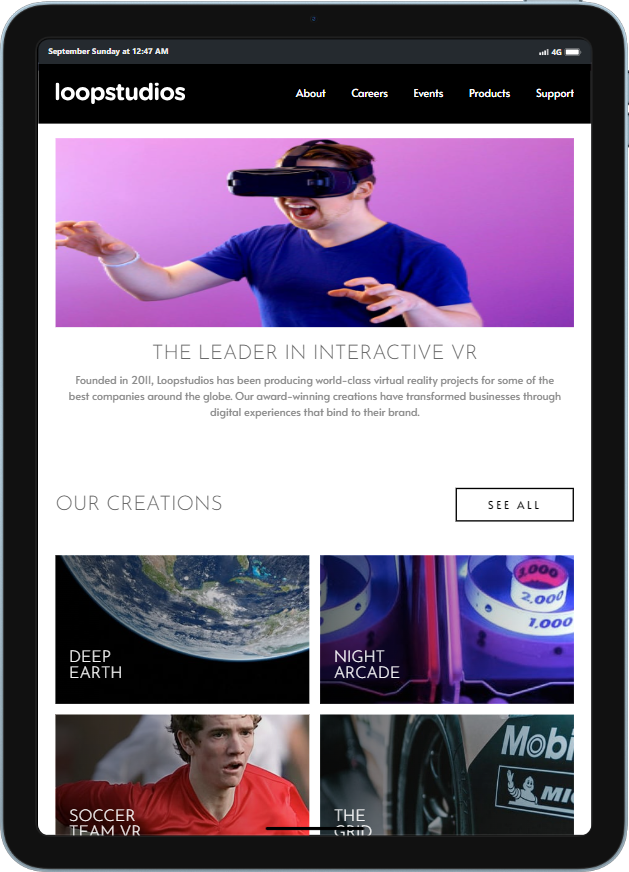 September Sunday at 12:47 AM 4G
loopstudios About Careers Events Products Support
THE LEADER IN INTERACTIVE VR
Founded in 2011, Loopstudios has been producing world-class virtual reality projects for some of the
best companies around the globe. Our award-winning creations have transformed businesses through
digital experiences that bind to their brand.
OUR CREATIONS SEE ALL
3.000
2.000
1.000
DEEP
EARTH
NIGHT
ARCADE
SOCCER
TEAM VR
Mobi
MIC
THE
GRID